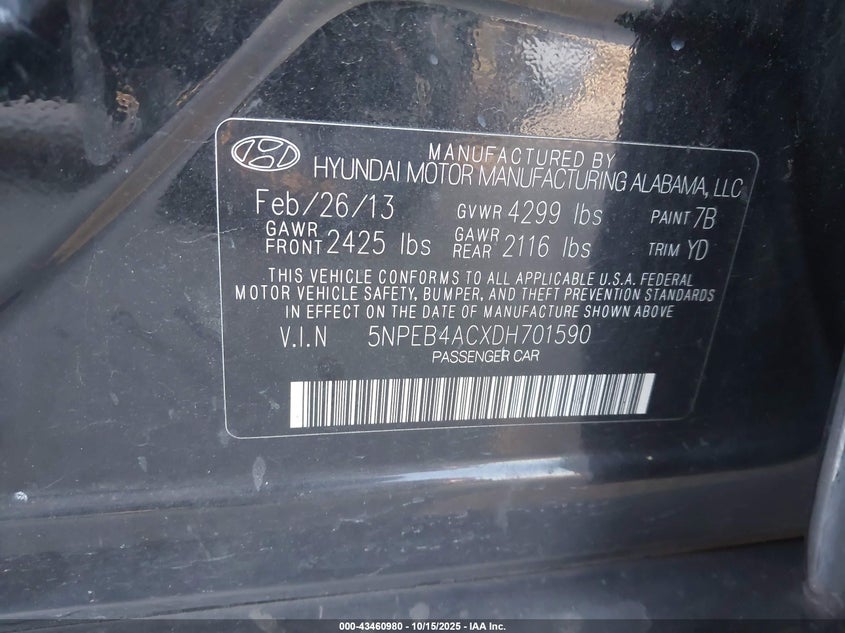 MANUFACTURED BY
HYUNDAI MOTOR MANUFACTURING ALABAMA, LLC
Feb/26/13 GVWR 4299 lbs PAINT 7B
GAWR FRONT 2425 lbs GAWR REAR 2116 lbs TRIM YD
THIS VEHICLE CONFORMS TO ALL APPLICABLE U.S.A. FEDERAL
MOTOR VEHICLE SAFETY, BUMPER, AND THEFT PREVENTION STANDARDS
IN EFFECT ON THE DATE OF MANUFACTURE SHOWN ABOVE.
V.I.N 5NPEB4ACXDH701590
PASSENGER CAR
000-43460980 - 10/15/2025 - IAA Inc.